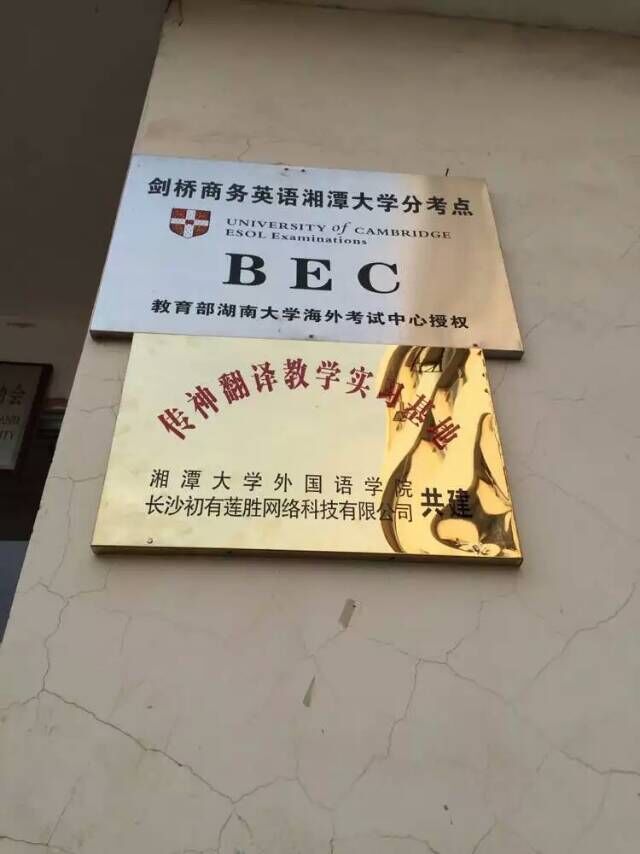 剑桥商务英语湘潭大学分考点
UNIVERSITY of CAMBRIDGE
ESOL Examinations
BEC
教育部湖南大学海外考试中心授权
传神翻译教学实习基地
湘潭大学外国语学院
长沙初有莲胜网络科技有限公司
共建
会
AND
ITY